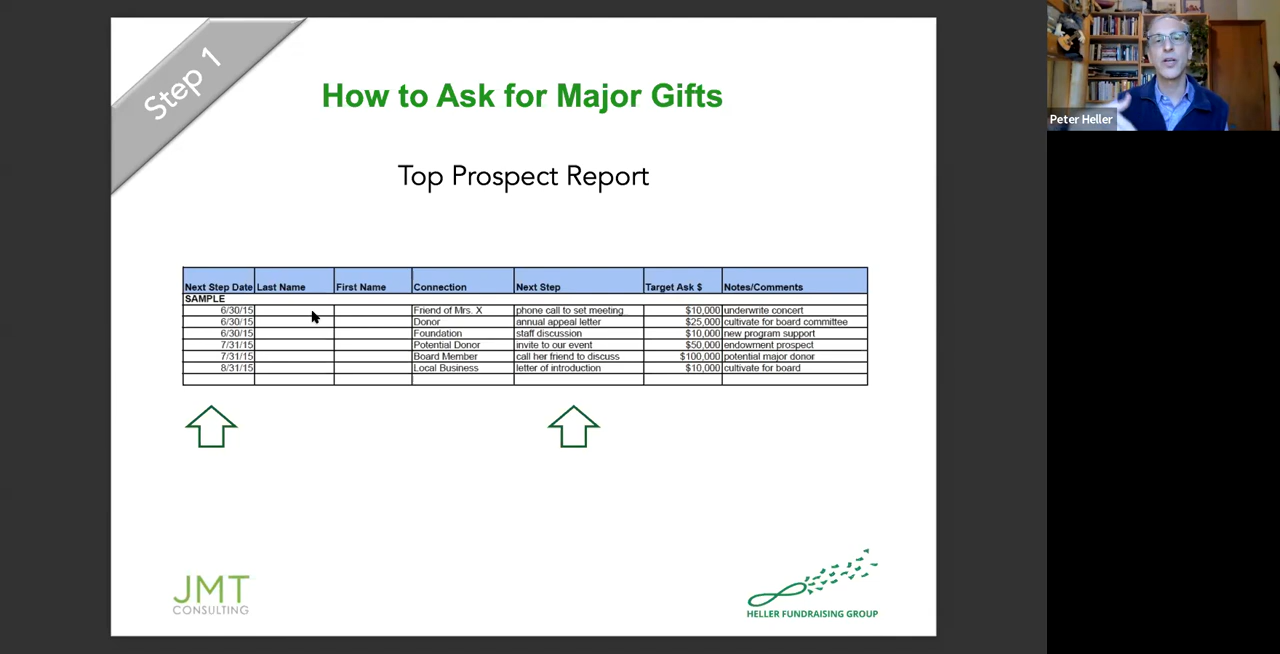 Step 1
How to Ask for Major Gifts
Top Prospect Report
Next Step Date Last Name First Name Connection Next Step Target Ask $ Notes/Comments
SAMPLE
6/30/15 Friend of Mrs. X phone call to set meeting $10,000 underwrite concert
6/30/15 Donor annual appeal letter $25,000 cultivate for board committee
6/30/15 Foundation staff discussion $10,000 new program support
7/31/15 Potential Donor invite to our event $50,000 endowment prospect
7/31/15 Board Member call her friend to discuss $100,000 potential major donor
8/31/15 Local Business letter of introduction $10,000 cultivate for board
JMT
CONSULTING
HELLER FUNDRAISING GROUP
Peter Heller